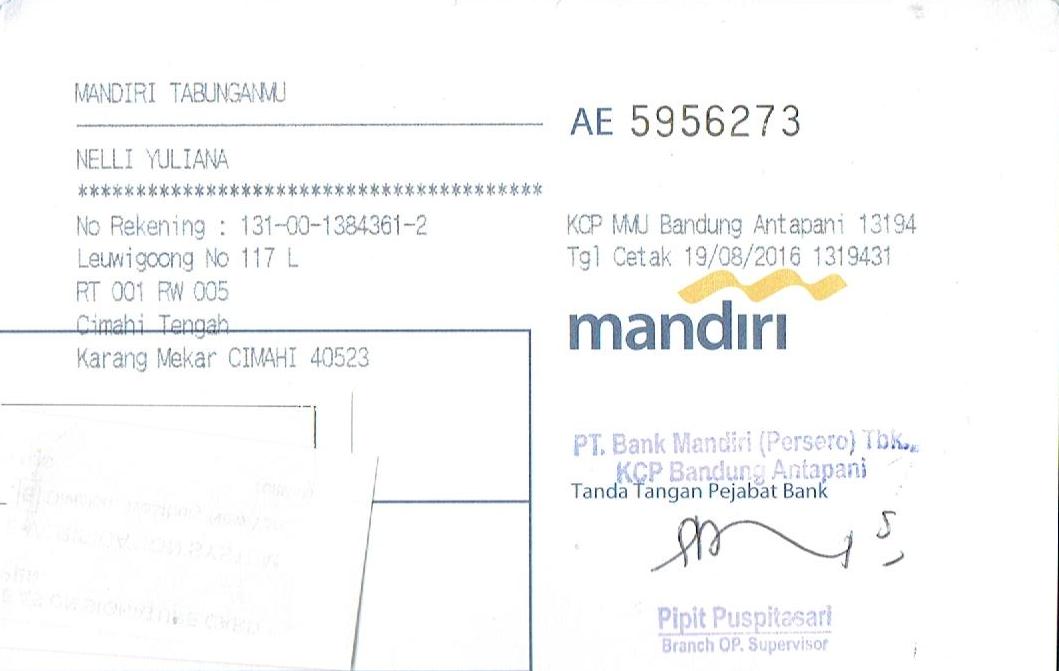 MANDIRI TABUNGANMU
NELLI YULIANA
****************************************
No Rekening : 131-00-1384361-2
Leuwigoong No 117 L
RT 001 RW 005
Cimahi Tengah
Karang Mekar CIMAHI 40523
AE 5956273
KCP MMU Bandung Antapani 13194
Tgl Cetak 19/08/2016 1319431
mandırı
PT. Bank Mandiri (Persero) Tbk.
KCP Bandung Antapani
Tanda Tangan Pejabat Bank
Pipit Puspitasari
Branch OP. Supervisor